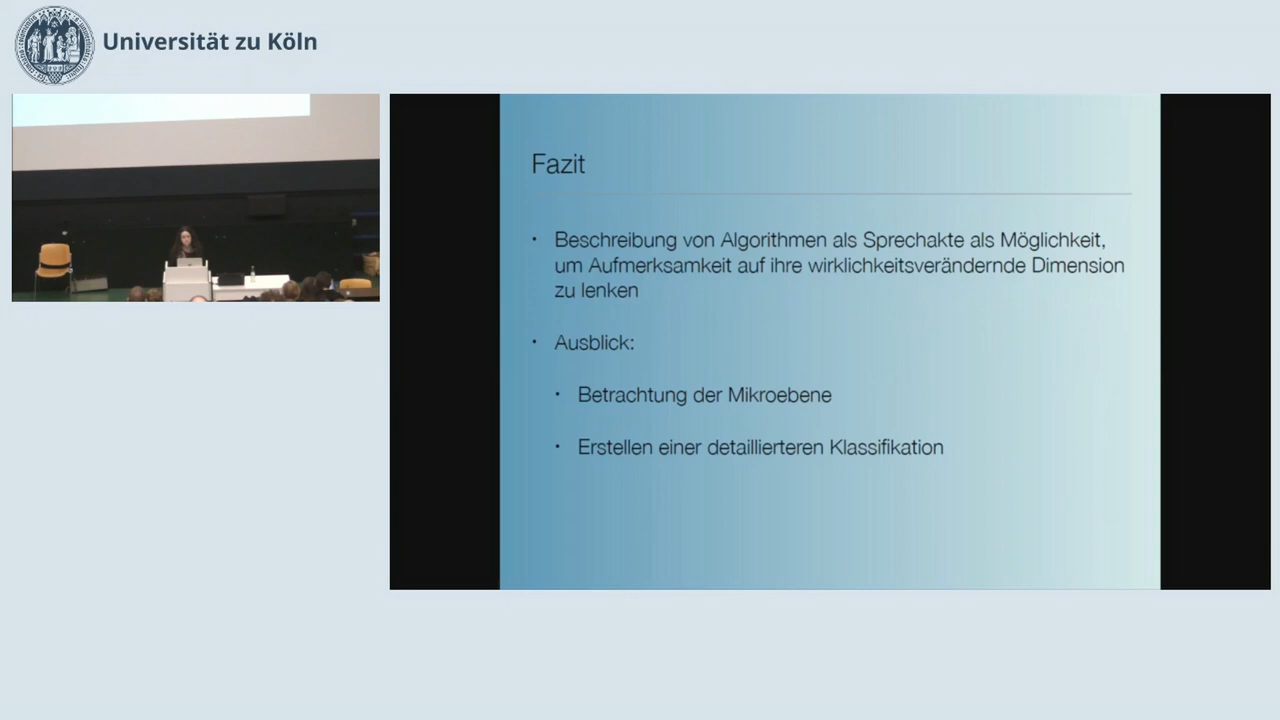 Universität zu Köln
Fazit
• Beschreibung von Algorithmen als Sprechakte als Möglichkeit,
um Aufmerksamkeit auf ihre wirklichkeitsverändernde Dimension
zu lenken
• Ausblick:
• Betrachtung der Mikroebene
• Erstellen einer detaillierteren Klassifikation